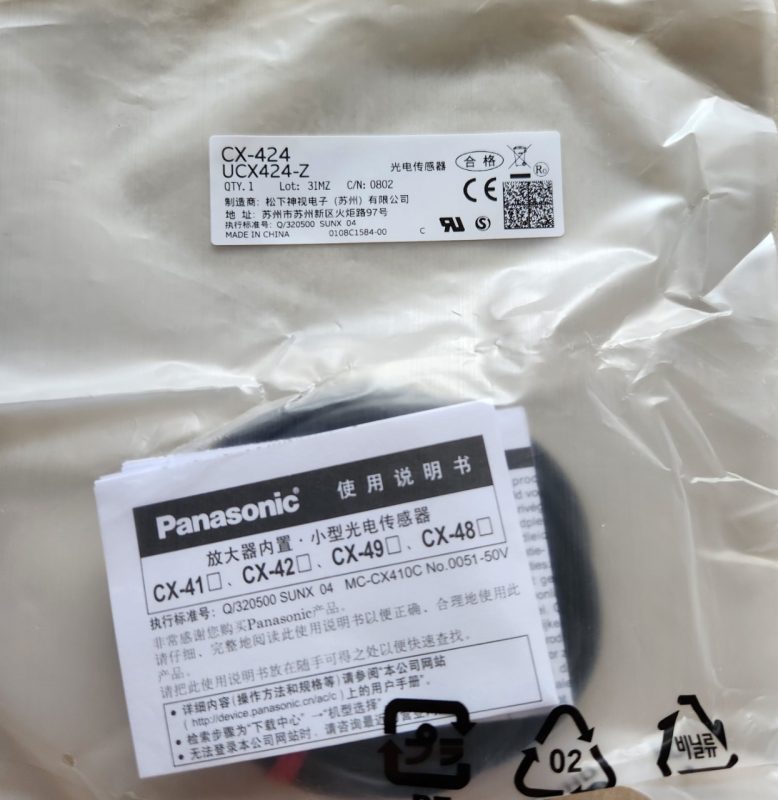 CX-424
UCX424-Z
光电传感器
合格
R₀
QTY.1 Lot: 3IMZ C/N: 0802
CE
制造商: 松下神视电子（苏州）有限公司
地 址: 苏州市苏州新区火炬路97号
执行标准号: Q/320500 SUNX 04
MADE IN CHINA 0108C1584-00 C
Panasonic 使用说明书
放大器内置・小型光电传感器
CX-41□、CX-42□、CX-49□、CX-48□
执行标准号: Q/320500 SUNX 04 MC-CX410C No.0051-50V
非常感谢您购买Panasonic产品。
请仔细、完整地阅读此使用说明书以便正确、合理地使用此
产品。
请把此使用说明书放在随手可得之处以便快速查找。
• 详细内容(操作方法和规格等)请参阅"本公司网站
(http://device.panasonic.cn/ac/c)上的用户手册"。
• 检索步骤为"下载中心"→"机型选择"
• 无法登录本公司网站时，请咨询最近
プラ
02
비닐류